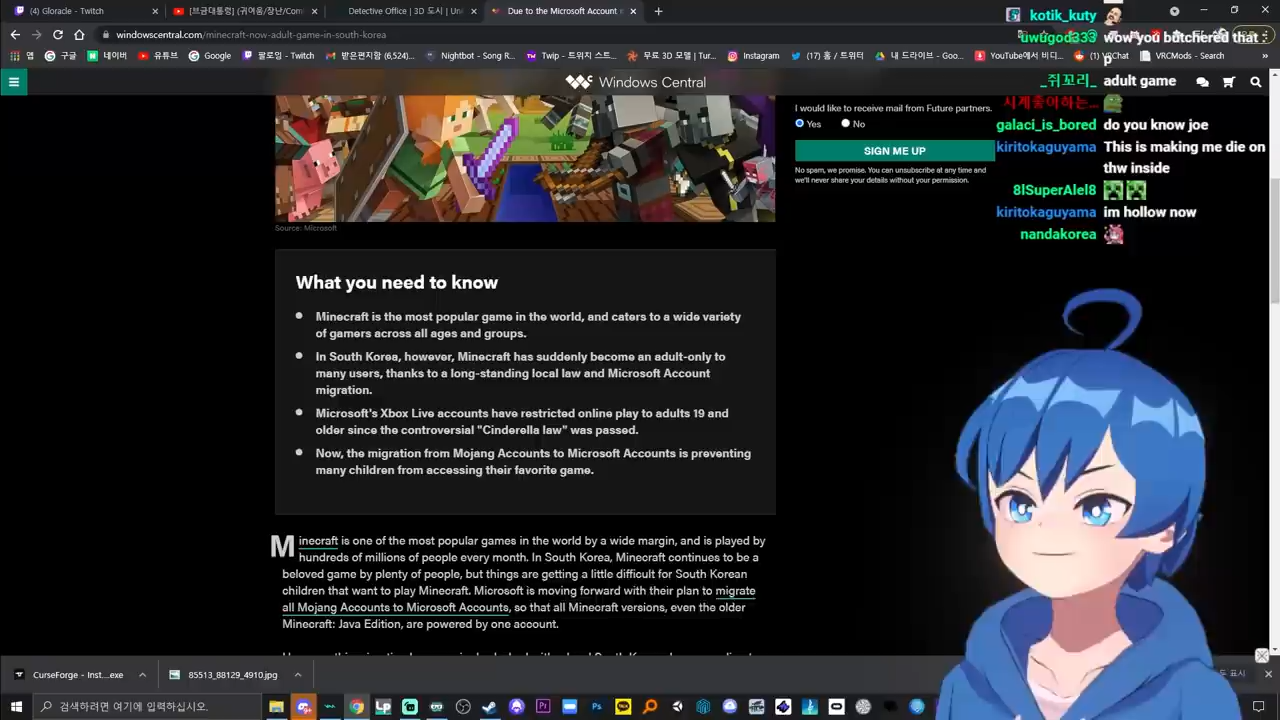 (4) Gloracle - Twitch
[브금대통령] (귀여움/장난/Comi
Detective Office | 3D 도시 | Uni
Due to the Microsoft Account e
windowscentral.com/minecraft-now-adult-game-in-south-korea
앱
G
네이버
유튜브
Google
팔로잉 - Twitch
받은편지함(6,524)...
Nightbot - Song R...
Twip - 트위치 스트...
무료 3D 모델 | Tur...
Instagram
(17) 홈 / 트위터
내 드라이브 - Goo...
YouTube에서 비디...
VRChat
VRCMods - Search
Windows Central
kotik_kuty
uwugod333 wow you butchered that
:p
_쥐꼬리_ adult game
시계좋아하는...
galaci_is_bored do you know joe
kiritokaguyama This is making me die on
thw inside
8lSuperAlel8
kiritokaguyama im hollow now
nandakorea
I would like to receive mail from Future partners.
Yes No
SIGN ME UP
No spam, we promise. You can unsubscribe at any time and
we'll never share your details without your permission.
Source: Microsoft
What you need to know
Minecraft is the most popular game in the world, and caters to a wide variety
of gamers across all ages and groups.
In South Korea, however, Minecraft has suddenly become an adult-only to
many users, thanks to a long-standing local law and Microsoft Account
migration.
Microsoft's Xbox Live accounts have restricted online play to adults 19 and
older since the controversial "Cinderella law" was passed.
Now, the migration from Mojang Accounts to Microsoft Accounts is preventing
many children from accessing their favorite game.
Minecraft is one of the most popular games in the world by a wide margin, and is played by
hundreds of millions of people every month. In South Korea, Minecraft continues to be a
beloved game by plenty of people, but things are getting a little difficult for South Korean
children that want to play Minecraft. Microsoft is moving forward with their plan to migrate
all Mojang Accounts to Microsoft Accounts, so that all Minecraft versions, even the older
Minecraft: Java Edition, are powered by one account.
CurseForge - Inst....exe
85513_88129_4910.jpg
표시
검색하려면 여기에 입력하십시오.